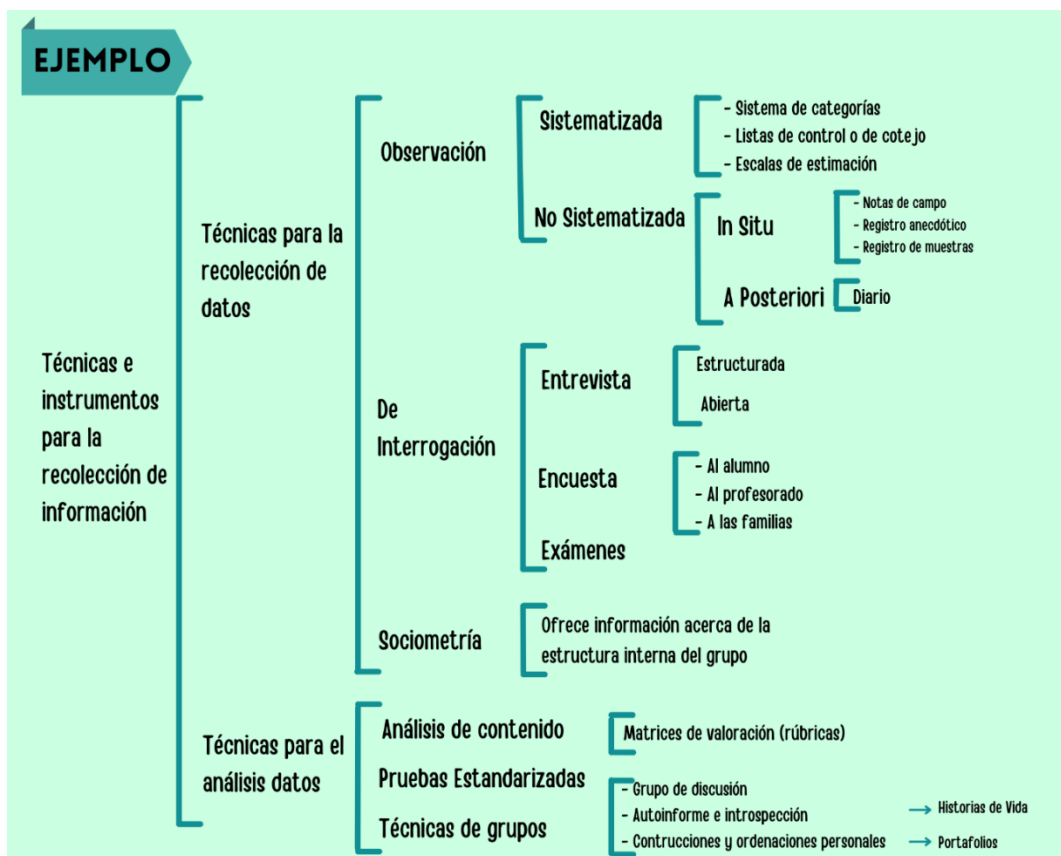 EJEMPLO
Técnicas e
instrumentos
para la
recolección de
información
Técnicas para la
recolección de
datos
Observación
Sistematizada
- Sistema de categorías
- Listas de control o de cotejo
- Escalas de estimación
No Sistematizada
In Situ
- Notas de campo
- Registro anecdótico
- Registro de muestras
A Posteriori
Diario
De
Interrogación
Entrevista
Estructurada
Abierta
Encuesta
- Al alumno
- Al profesorado
- A las familias
Exámenes
Sociometría
Ofrece información acerca de la
estructura interna del grupo
Técnicas para el
análisis datos
Análisis de contenido
Matrices de valoración (rúbricas)
Pruebas Estandarizadas
Técnicas de grupos
- Grupo de discusión
- Autoinforme e introspección → Historias de Vida
- Contrucciones y ordenaciones personales → Portafolios